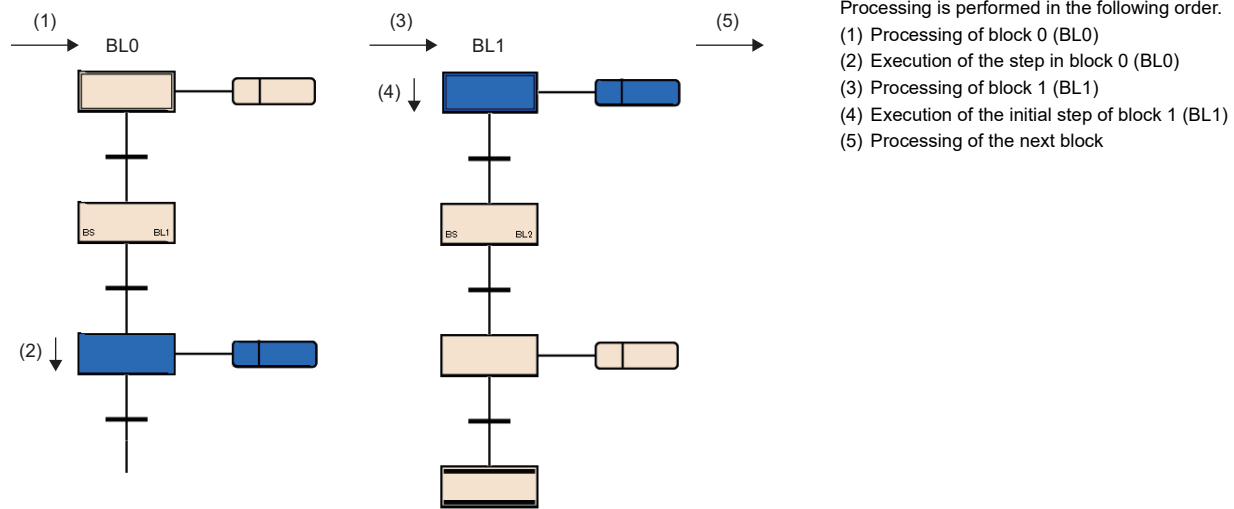 (1)
BL0
(3)
BL1
(5)
(4)
BS BL1
BS BL2
(2)
Processing is performed in the following order.
(1) Processing of block 0 (BL0)
(2) Execution of the step in block 0 (BL0)
(3) Processing of block 1 (BL1)
(4) Execution of the initial step of block 1 (BL1)
(5) Processing of the next block